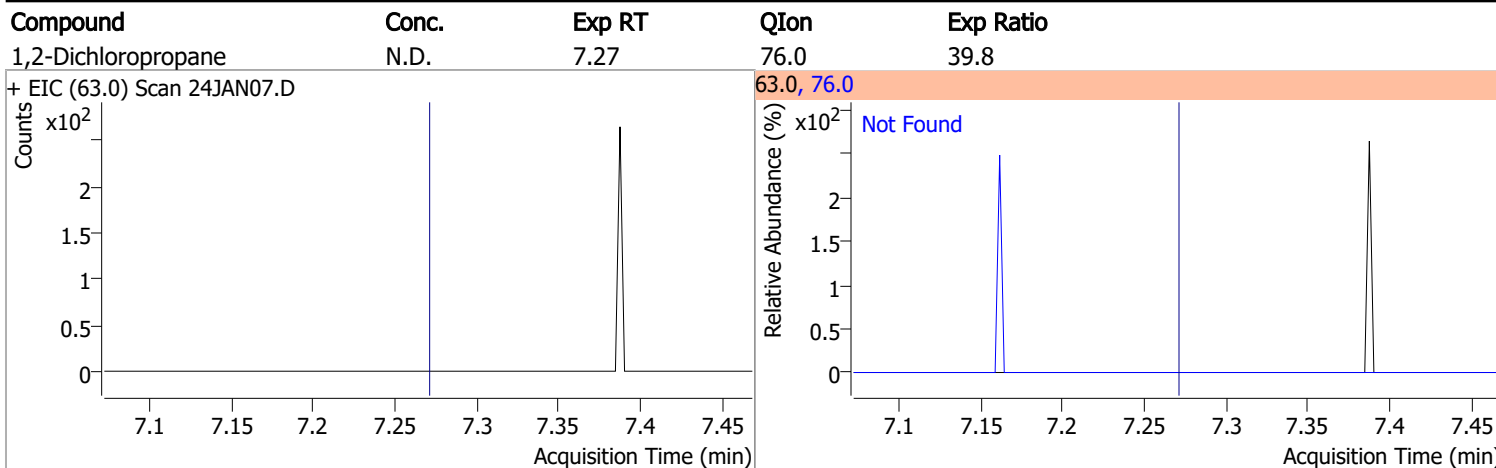 Compound Conc. Exp RT QIon Exp Ratio
1,2-Dichloropropane N.D. 7.27 76.0 39.8
+ EIC (63.0) Scan 24JAN07.D
Counts
x10²
2
1.5
1
0.5
0
7.1 7.15 7.2 7.25 7.3 7.35 7.4 7.45
Acquisition Time (min)
63.0, 76.0
Relative Abundance (%)
x10²
Not Found
2
1.5
1
0.5
0
7.1 7.15 7.2 7.25 7.3 7.35 7.4 7.45
Acquisition Time (min)